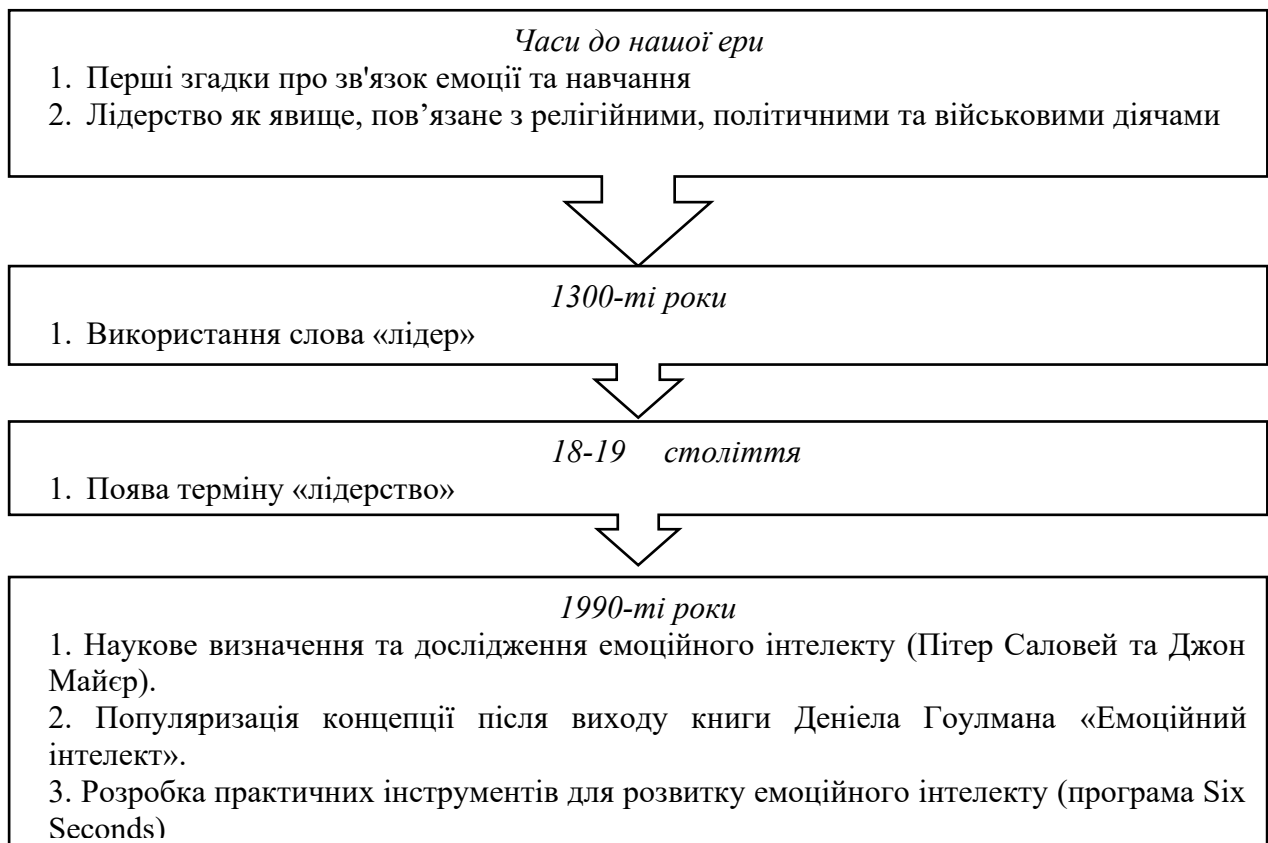 Часи до нашої ери
1. Перші згадки про зв'язок емоції та навчання
2. Лідерство як явище, пов’язане з релігійними, політичними та військовими діячами
1300-ті роки
1. Використання слова «лідер»
18-19 століття
1. Поява терміну «лідерство»
1990-ті роки
1. Наукове визначення та дослідження емоційного інтелекту (Пітер Саловей та Джон
Майєр).
2. Популяризація концепції після виходу книги Деніела Гоулмана «Емоційний
інтелект».
3. Розробка практичних інструментів для розвитку емоційного інтелекту (програма Six
Seconds)